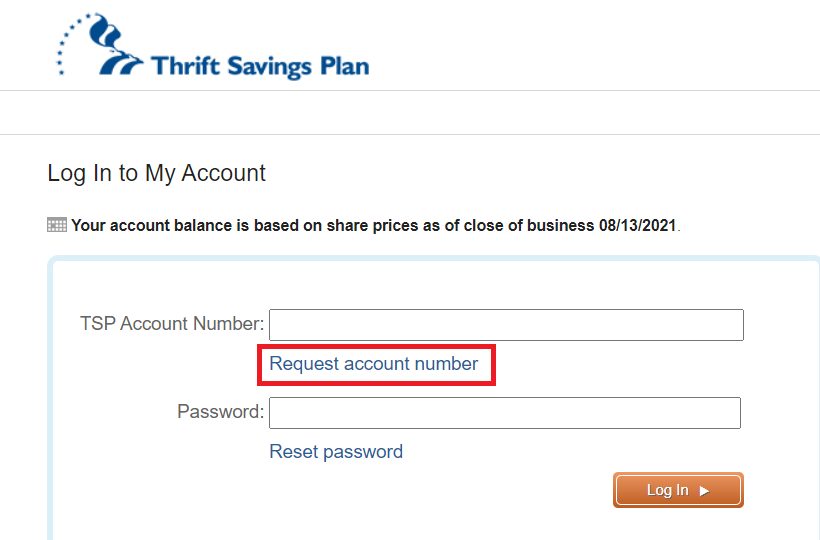 Thrift Savings Plan
Log In to My Account
Your account balance is based on share prices as of close of business 08/13/2021.
TSP Account Number:
Request account number
Password:
Reset password
Log In